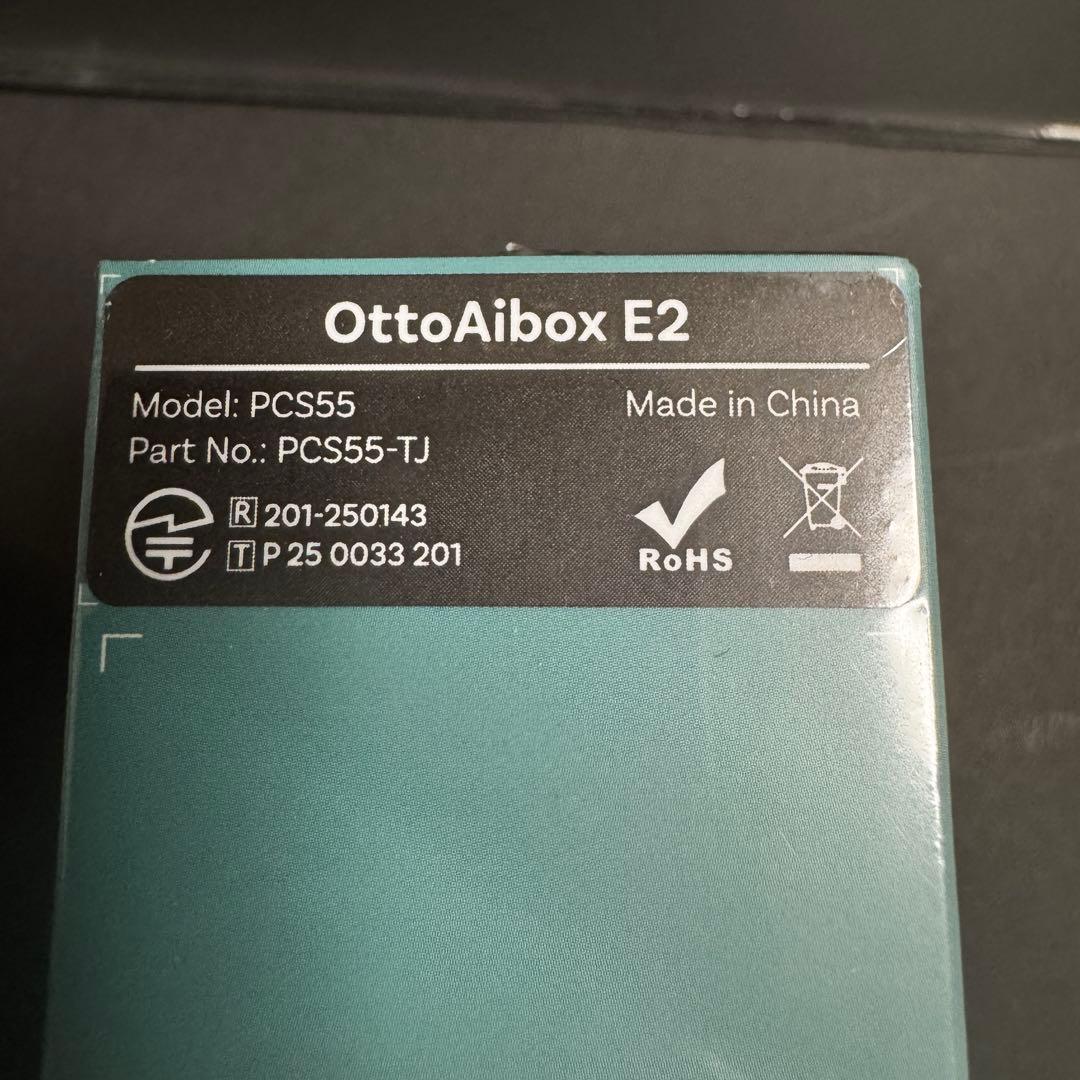 OttoAibox E2
Model: PCS55
Made in China
Part No.: PCS55-TJ
R 201-250143
T P 25 0033 201
RoHS